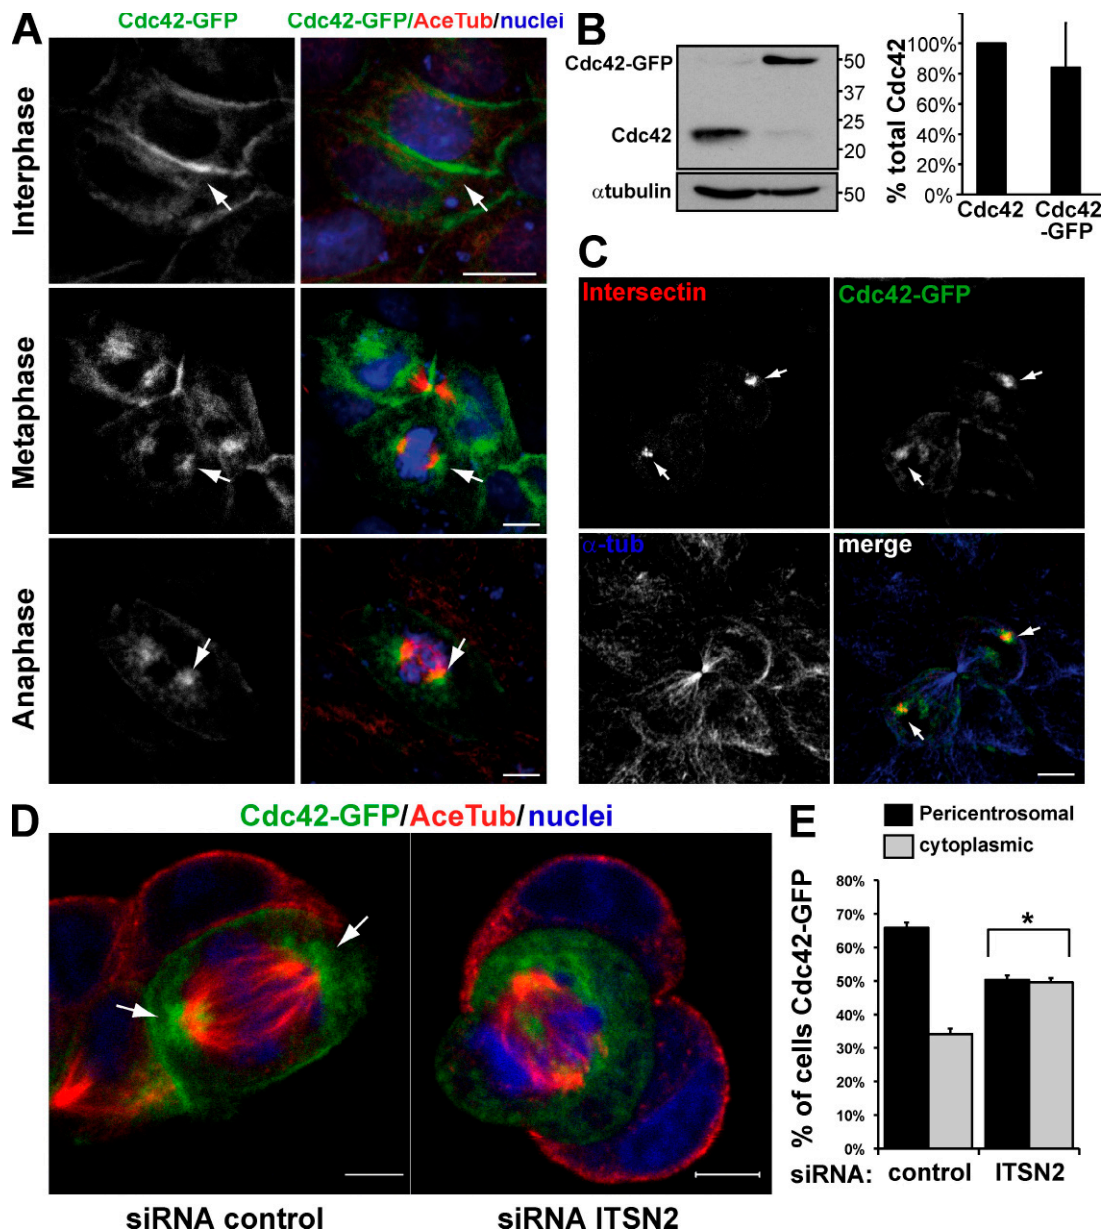 A
Cdc42-GFP
Cdc42-GFP/AceTub/nuclei
Interphase
Metaphase
Anaphase
B
Cdc42-GFP
Cdc42
αtubulin
50
37
25
20
50
% total Cdc42
100%
80%
60%
40%
20%
0%
Cdc42
Cdc42
-GFP
C
Intersectin
Cdc42-GFP
α-tub
merge
D
Cdc42-GFP/AceTub/nuclei
siRNA control
siRNA ITSN2
E
Pericentrosomal
cytoplasmic
% of cells Cdc42-GFP
80%
70%
60%
50%
40%
30%
20%
10%
0%
*
siRNA:
control
ITSN2